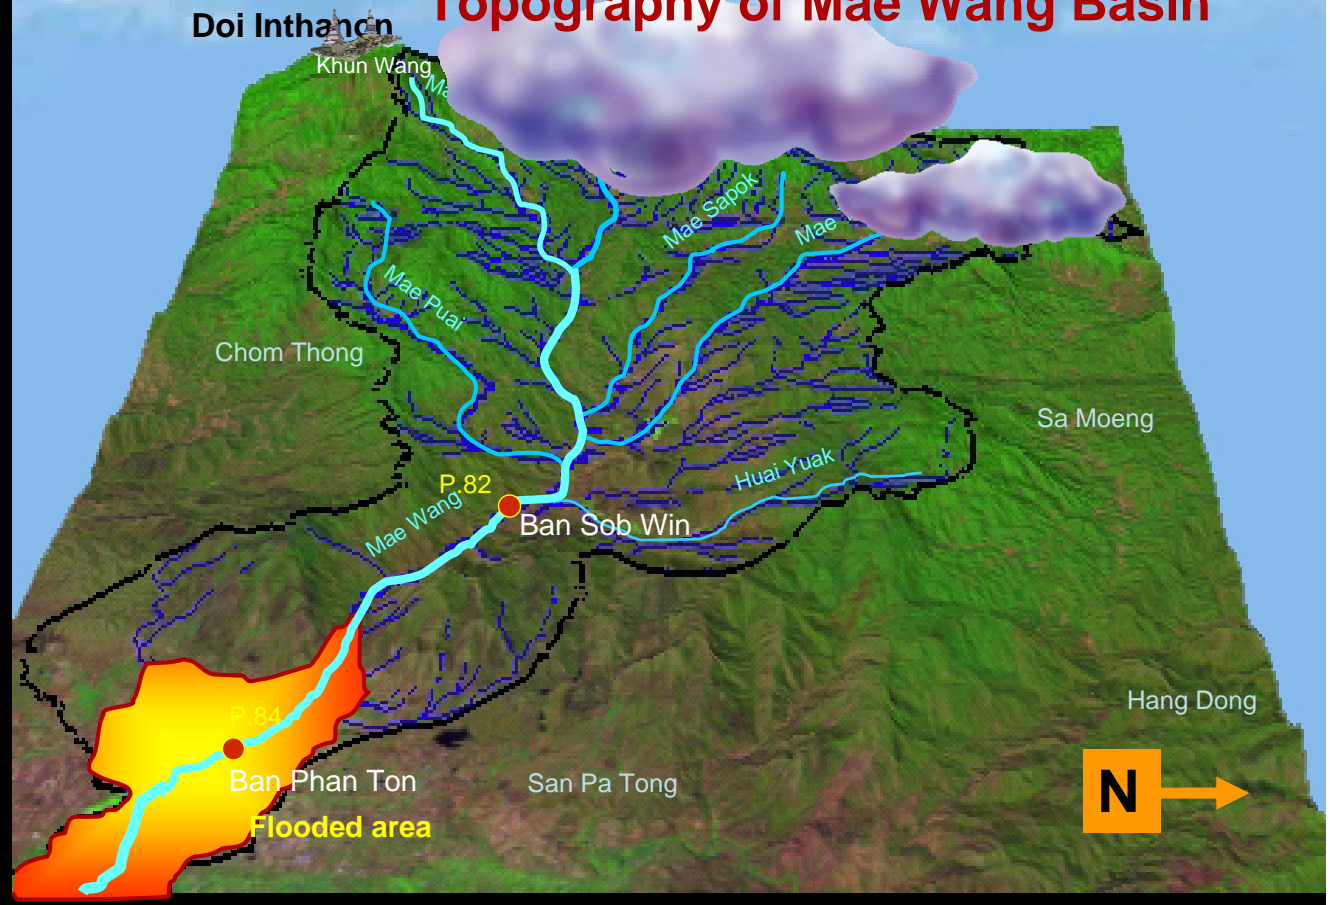 Topography of Mae Wang Basin
Doi Inthanon
Khun Wang
Mae Sapok
Mae
Mae Puai
Chom Thong
Sa Moeng
Huai Yuak
P.82
Mae Wang
Ban Sob Win
Hang Dong
P.84
Ban Phan Ton
San Pa Tong
N
Flooded area